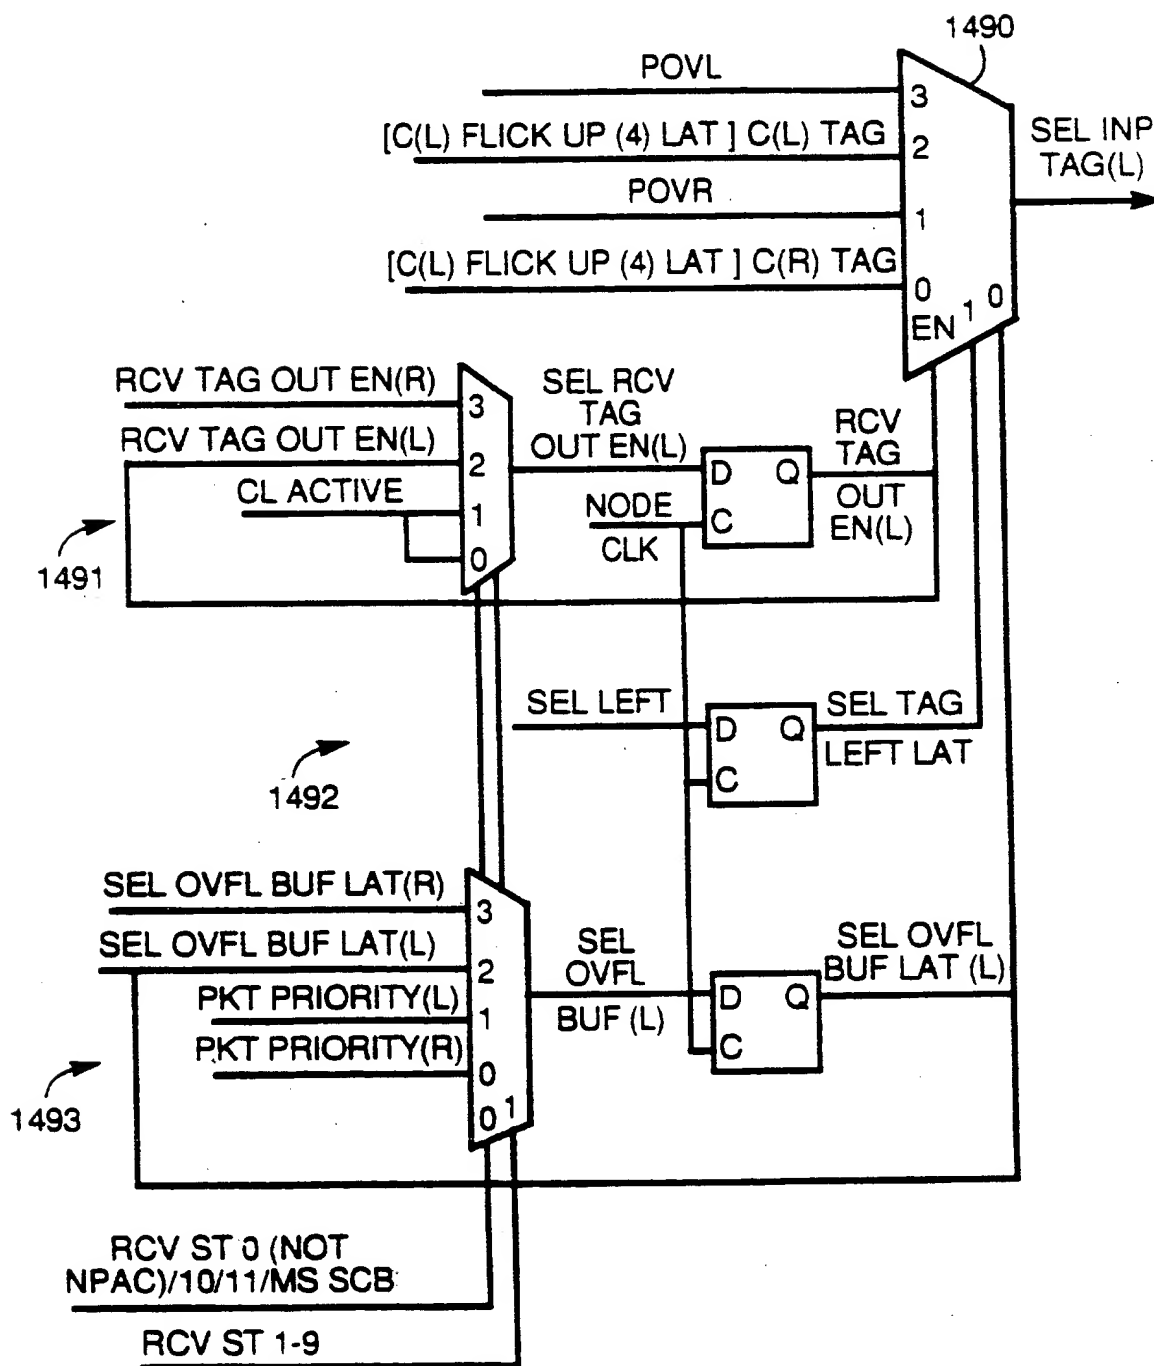 1490
POVL
3
[C(L) FLICK UP (4) LAT ] C(L) TAG
2
SEL INP
TAG(L)
POVR
1
[C(L) FLICK UP (4) LAT ] C(R) TAG
0
EN 1 0
RCV TAG OUT EN(R)
3
RCV TAG OUT EN(L)
2
CL ACTIVE
1
0
1491
SEL RCV
TAG
OUT EN(L)
D Q
C
NODE
CLK
RCV
TAG
OUT
EN(L)
1492
SEL LEFT
D Q
C
SEL TAG
LEFT LAT
SEL OVFL BUF LAT(R)
3
SEL OVFL BUF LAT(L)
2
PKT PRIORITY(L)
1
PKT PRIORITY(R)
0
0 1
1493
SEL
OVFL
BUF (L)
D Q
C
SEL OVFL
BUF LAT (L)
RCV ST 0 (NOT
NPAC)/10/11/MS SCB
RCV ST 1-9